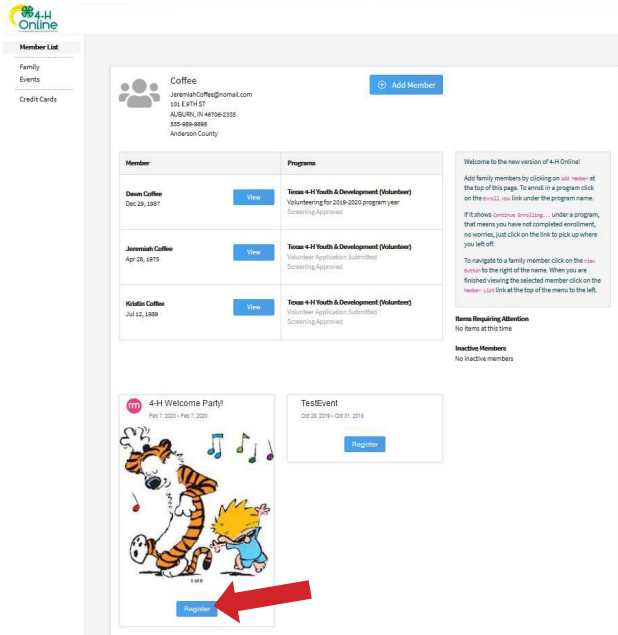 4-H
Online
Member List
Family
Events
Credit Cards
Coffee
JeremiahCoffee@nomail.com
101 E 9TH ST
AUBURN, IN 46706-2335
555-989-9898
Anderson County
Add Member
Member
Programs
Dawn Coffee
Dec 29, 1987
View
Texas 4-H Youth & Development (Volunteer)
Volunteering for 2019-2020 program year
Screening Approved
Jeremiah Coffee
Apr 28, 1975
View
Texas 4-H Youth & Development (Volunteer)
Volunteer Application Submitted
Screening Approved
Kristin Coffee
Jul 12, 1989
View
Texas 4-H Youth & Development (Volunteer)
Volunteer Application Submitted
Screening Approved
Welcome to the new version of 4-H Online!
Add family members by clicking on Add Member at
the top of this page. To enroll in a program click
on the Enroll Now link under the program name.
If it shows Continue Enrolling... under a program,
that means you have not completed enrollment,
no worries, just click on the link to pick up where
you left off.
To navigate to a family member click on the View
Button to the right of the name. When you are
finished viewing the selected member click on the
Member List link at the top of the menu to the left.
Items Requiring Attention
No items at this time
Inactive Members
No inactive members
4-H Welcome Party!
Feb 7, 2020 - Feb 7, 2020
1 of 6
Register
TestEvent
Oct 28, 2019 - Oct 31, 2019
Register